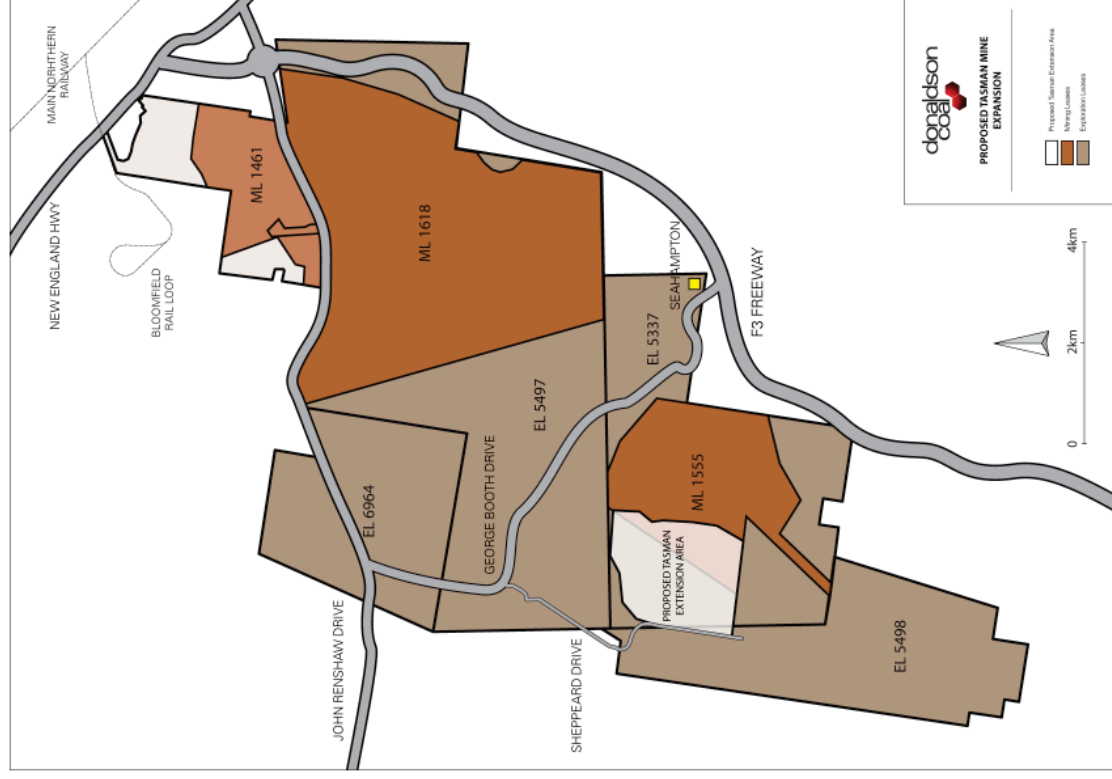 MAIN NORHTHERN
RAILWAY
NEW ENGLAND HWY
BLOOMFIELD
RAIL LOOP
ML 1461
ML 1618
SEAHAMPTON
F3 FREEWAY
EL 5337
EL 5497
GEORGE BOOTH DRIVE
EL 6964
JOHN RENSHAW DRIVE
SHEPPEARD DRIVE
ML 1555
PROPOSED TASMAN
EXTENSION AREA
EL 5498
0
2km
4km
donaldson
coal
PROPOSED TASMAN MINE
EXPANSION
Proposed Tasman Extension Area
Mining Leases
Exploration Leases